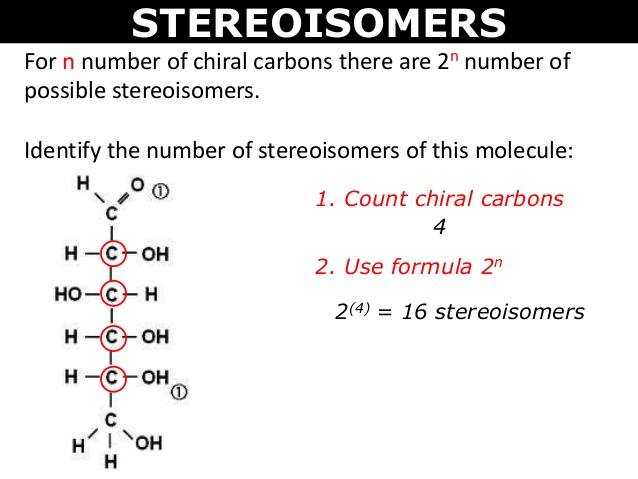 STEREOISOMERS
For n number of chiral carbons there are 2ⁿ number of
possible stereoisomers.
Identify the number of stereoisomers of this molecule:
H O ①
C
H C OH
HO C H
H C OH
H C OH ①
C
H OH
H
1. Count chiral carbons
4
2. Use formula 2ⁿ
2⁽⁴⁾ = 16 stereoisomers